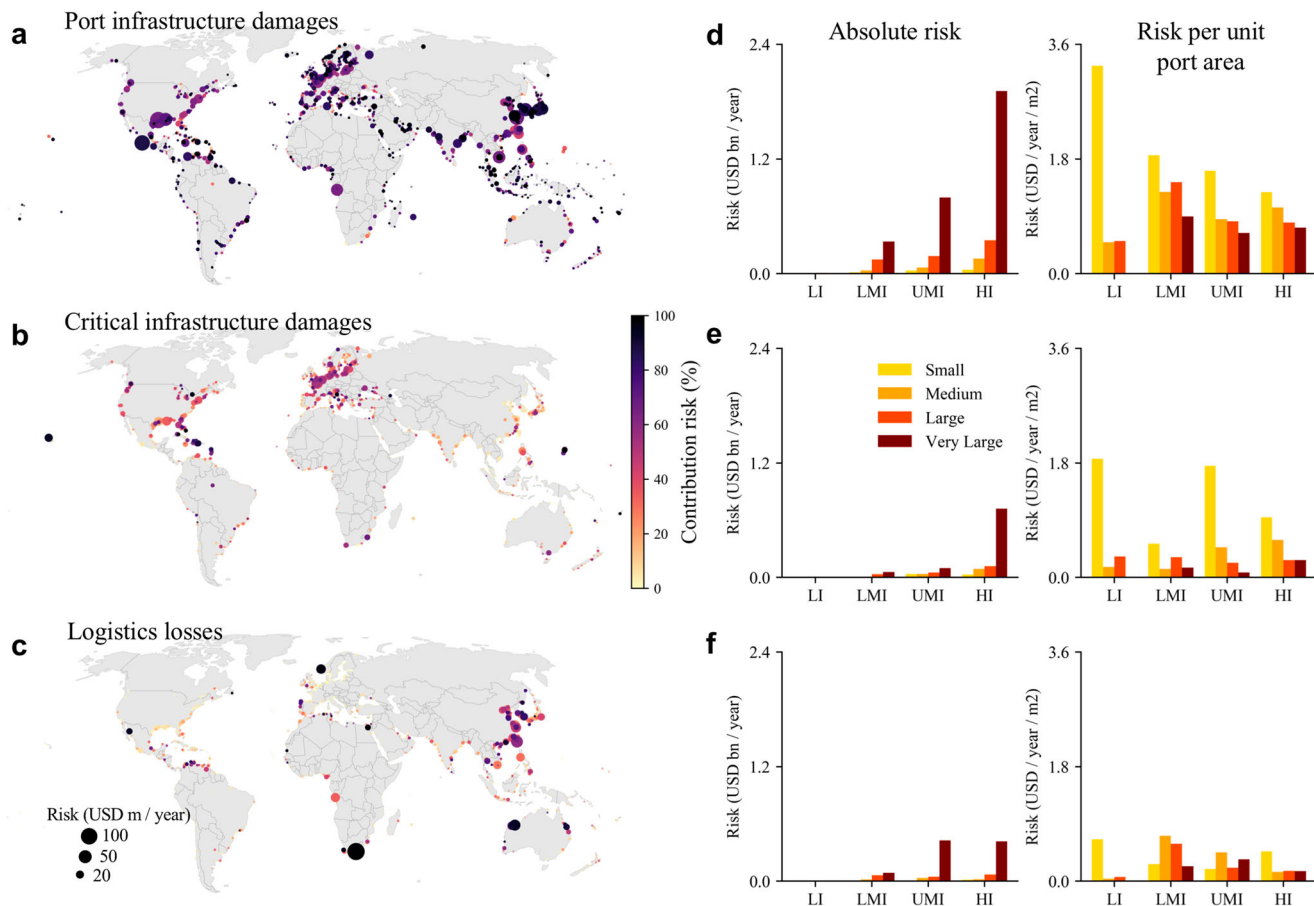 a Port infrastructure damages
b Critical infrastructure damages
100
80
60
40
20
0
Contribution risk (%)
c Logistics losses
Risk (USD m / year)
100
50
20
d Absolute risk
Risk per unit
port area
2.4
1.2
0.0
Risk (USD bn / year)
LI LMI UMI HI
3.6
1.8
0.0
Risk (USD / year / m2)
LI LMI UMI HI
e
2.4
1.2
0.0
Risk (USD bn / year)
Small
Medium
Large
Very Large
LI LMI UMI HI
3.6
1.8
0.0
Risk (USD / year / m2)
LI LMI UMI HI
f
2.4
1.2
0.0
Risk (USD bn / year)
LI LMI UMI HI
3.6
1.8
0.0
Risk (USD / year / m2)
LI LMI UMI HI